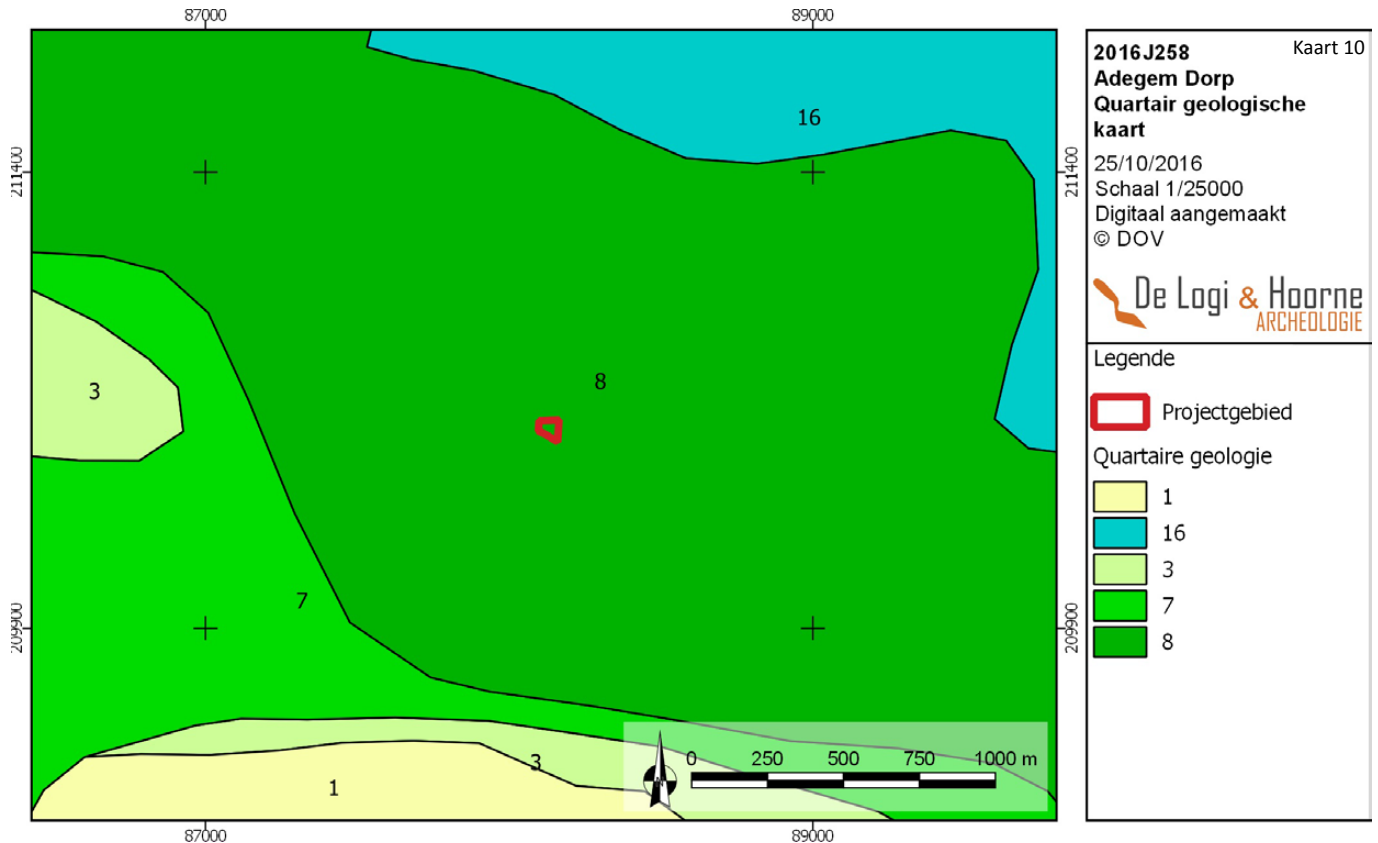 87000 89000
2016J258 Kaart 10
Adegem Dorp
Quartair geologische
kaart
25/10/2016
Schaal 1/25000
Digitaal aangemaakt
© DOV
De Logi & Hoorne
ARCHEOLOGIE
Legende
Projectgebied
Quartaire geologie
1
16
3
7
8
16
211400 211400
3
8
7
209900 209900
3
1
0 250 500 750 1000 m
87000 89000